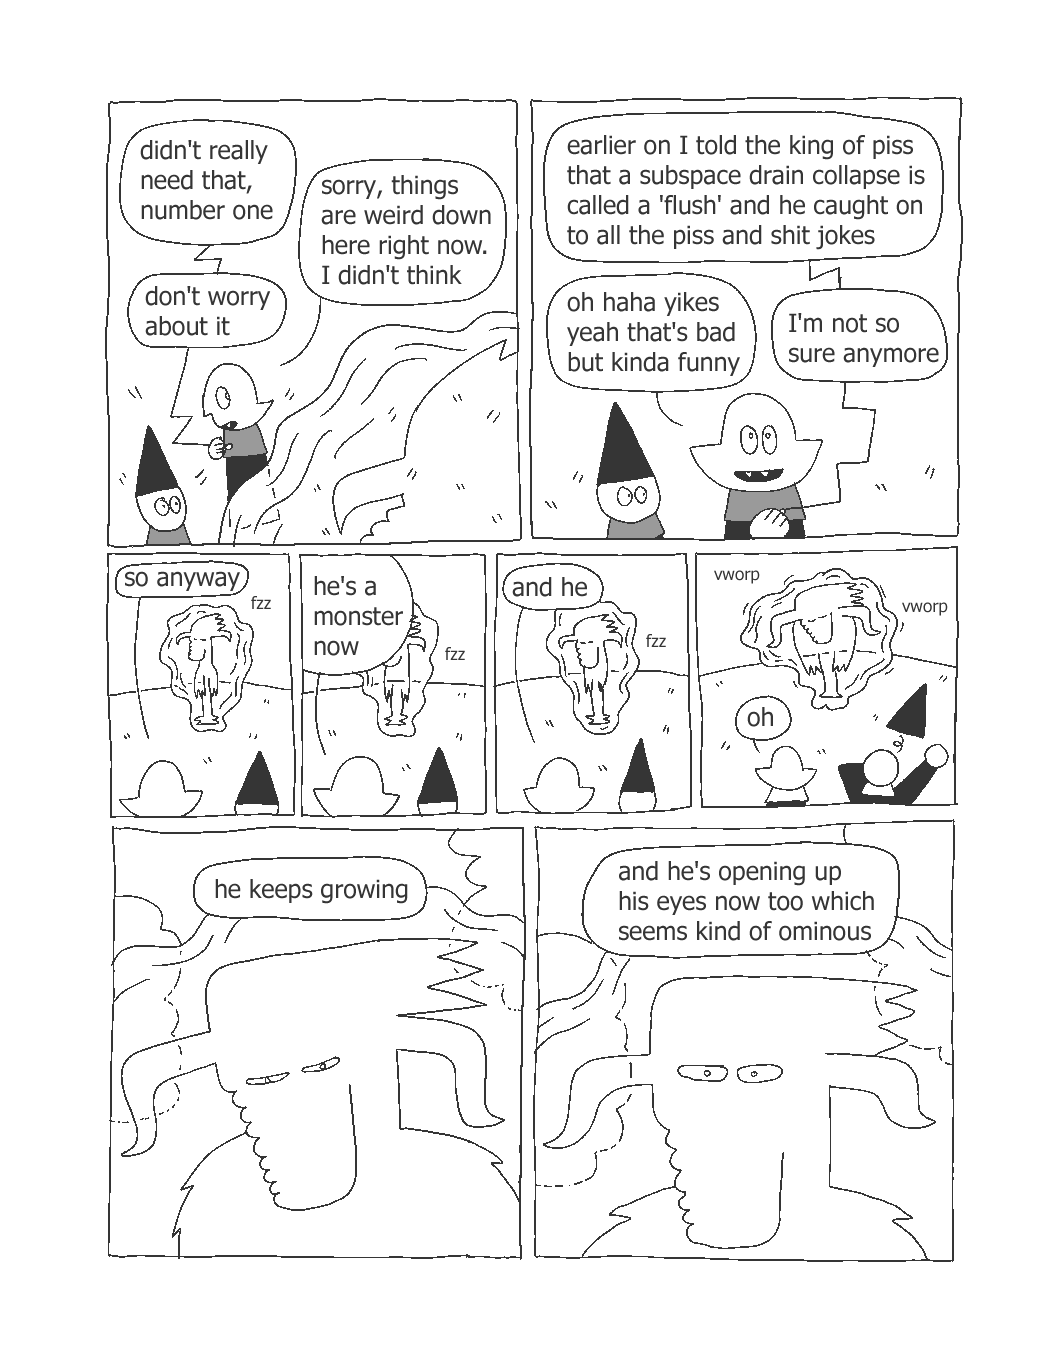 didn't really
need that,
number one
sorry, things
are weird down
here right now.
I didn't think
don't worry
about it
earlier on I told the king of piss
that a subspace drain collapse is
called a 'flush' and he caught on
to all the piss and shit jokes
oh haha yikes
yeah that's bad
but kinda funny
I'm not so
sure anymore
so anyway
fzz
he's a
monster
now
fzz
and he
fzz
vworp
vworp
oh
he keeps growing
and he's opening up
his eyes now too which
seems kind of ominous